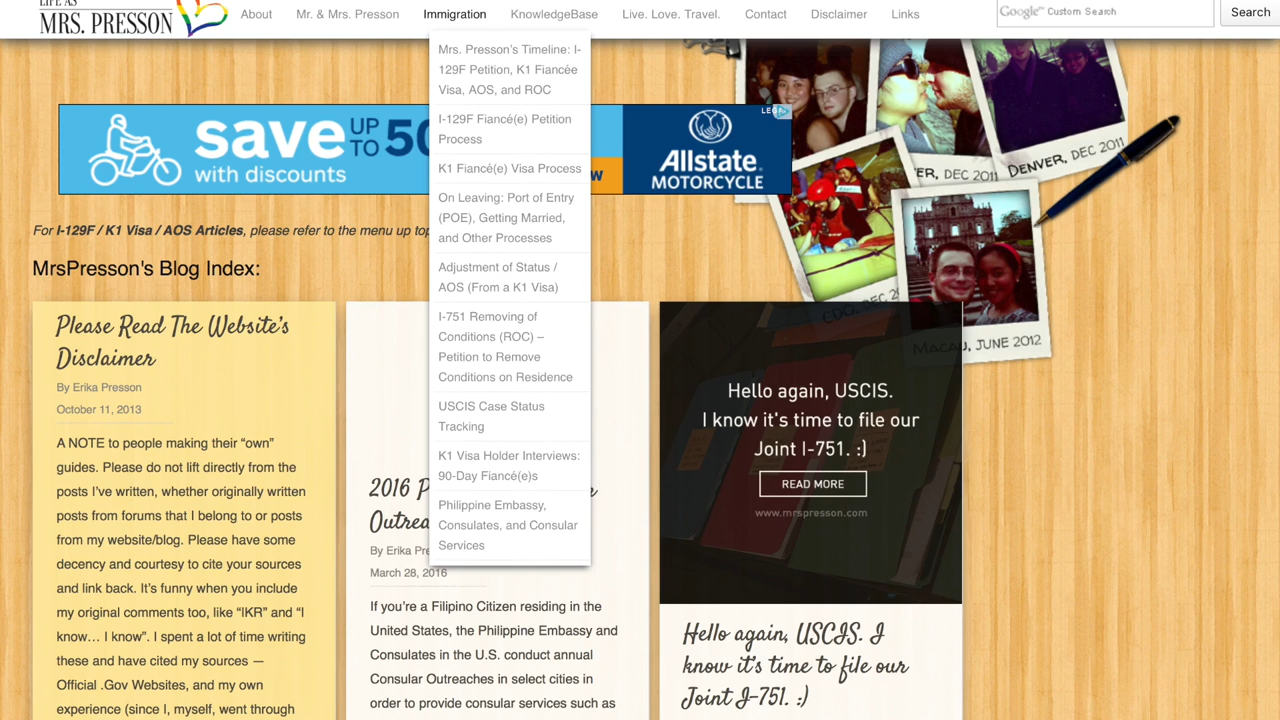 LIFE AS
MRS. PRESSON
About
Mr. & Mrs. Presson
Immigration
KnowledgeBase
Live. Love. Travel.
Contact
Disclaimer
Links
Google™ Custom Search
Search
Mrs. Presson's Timeline: I-
129F Petition, K1 Fiancée
Visa, AOS, and ROC
I-129F Fiancé(e) Petition
Process
K1 Fiancé(e) Visa Process
On Leaving: Port of Entry
(POE), Getting Married,
and Other Processes
Adjustment of Status /
AOS (From a K1 Visa)
I-751 Removing of
Conditions (ROC) –
Petition to Remove
Conditions on Residence
USCIS Case Status
Tracking
K1 Visa Holder Interviews:
90-Day Fiancé(e)s
Philippine Embassy,
Consulates, and Consular
Services
save UP TO 50
with discounts
Allstate
MOTORCYCLE
DEC 2011
DENVER, DEC 2011
MACAU, JUNE 2012
For I-129F / K1 Visa / AOS Articles, please refer to the menu up top
MrsPresson's Blog Index:
Please Read The Website's
Disclaimer
By Erika Presson
October 11, 2013
A NOTE to people making their “own”
guides. Please do not lift directly from the
posts I've written, whether originally written
posts from forums that I belong to or posts
from my website/blog. Please have some
decency and courtesy to cite your sources
and link back. It's funny when you include
my original comments too, like “IKR” and “I
know… I know”. I spent a lot of time writing
these and have cited my sources —
Official .Gov Websites, and my own
experience (since I, myself, went through
2016
By Erika
March 28, 2016
If you're a Filipino Citizen residing in the
United States, the Philippine Embassy and
Consulates in the U.S. conduct annual
Consular Outreaches in select cities in
order to provide consular services such as
Hello again, USCIS.
I know it's time to file our
Joint I-751. :)
READ MORE
www.mrspresson.com
Hello again, USCIS. I
know it's time to file our
Joint I-751. :)